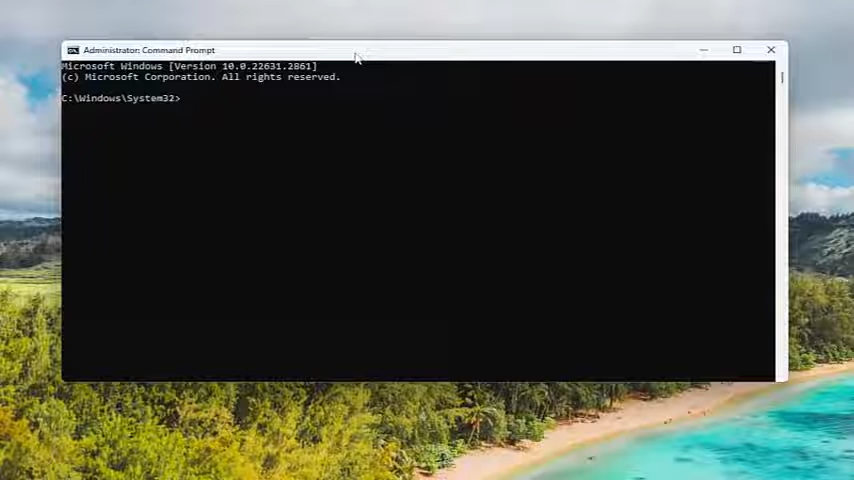 Administrator: Command Prompt
Microsoft Windows [Version 10.0.22631.2861]
(c) Microsoft Corporation. All rights reserved.
C:\Windows\System32>